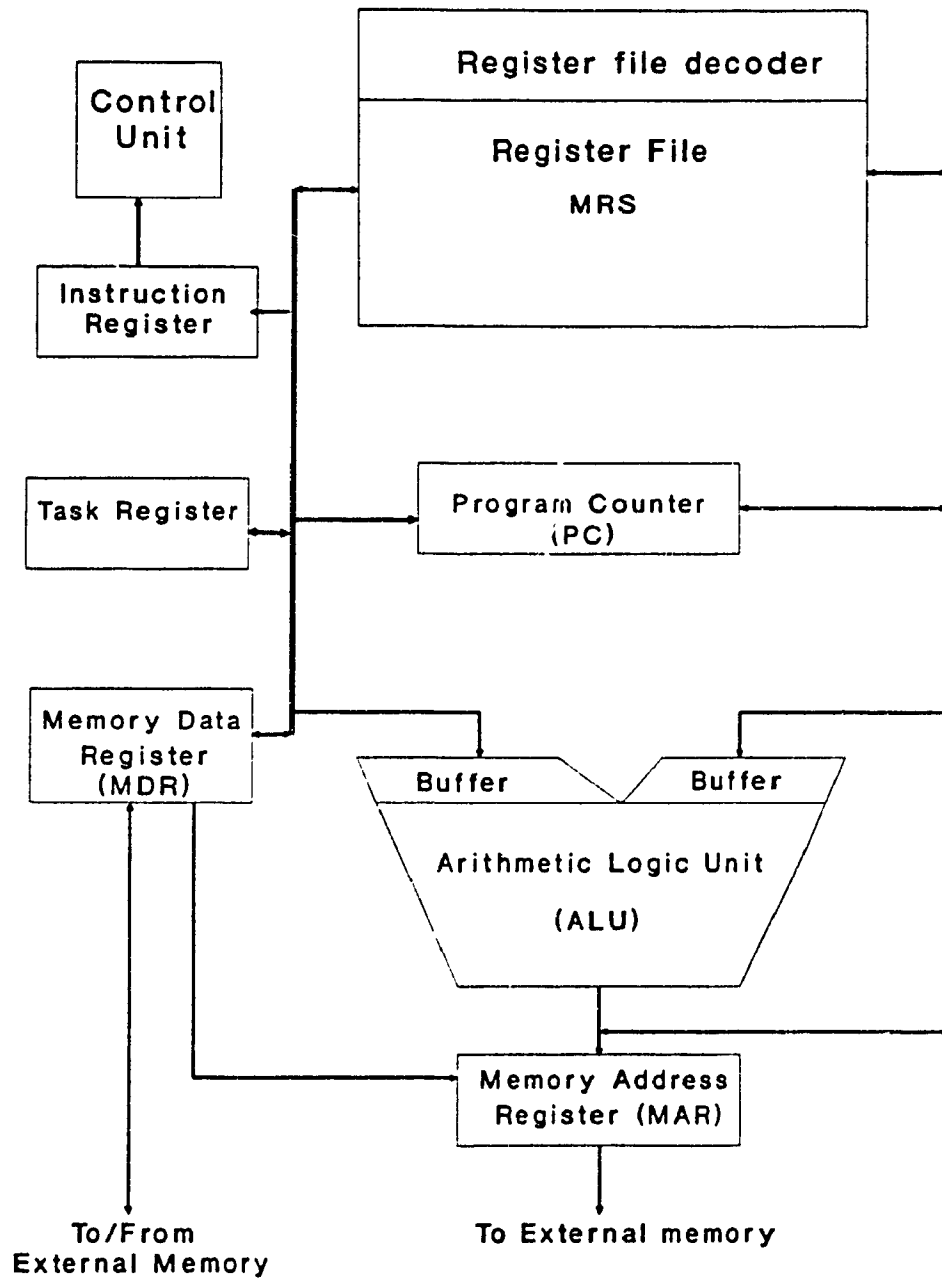 Register file decoder
Control
Unit
Register File
MRS
Instruction
Register
Task Register
Program Counter
(PC)
Memory Data
Register
(MDR)
Buffer
Buffer
Arithmetic Logic Unit
(ALU)
Memory Address
Register (MAR)
To/From
External Memory
To External memory